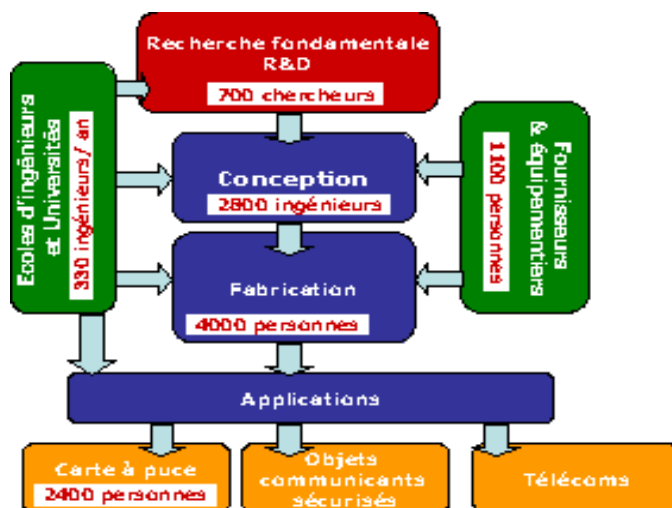 Recherche fondamentale
R&D
700 chercheurs
Ecoles d'ingénieurs
et Universités
330 ingénieurs/ an
Conception
2800 ingénieurs
Fournisseurs
& équipementiers
1100 personnes
Fabrication
4000 personnes
Applications
Carte à puce
2400 personnes
Objets
communicants
sécurisés
Télécoms